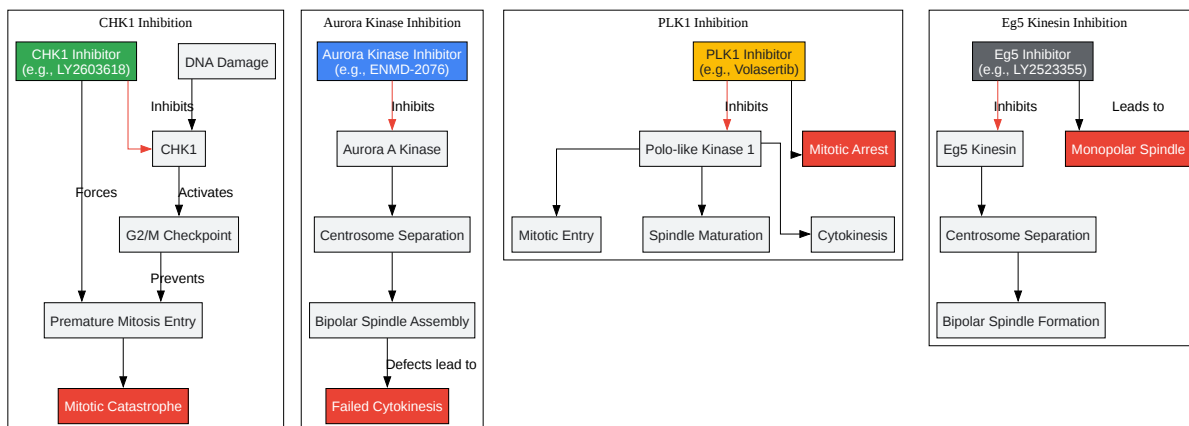 CHK1 Inhibition
CHK1 Inhibitor
(e.g., LY2603618)
DNA Damage
Inhibits
CHK1
Forces
Activates
G2/M Checkpoint
Prevents
Premature Mitosis Entry
Mitotic Catastrophe
Aurora Kinase Inhibition
Aurora Kinase Inhibitor
(e.g., ENMD-2076)
Inhibits
Aurora A Kinase
Centrosome Separation
Bipolar Spindle Assembly
Defects lead to
Failed Cytokinesis
PLK1 Inhibition
PLK1 Inhibitor
(e.g., Volasertib)
Inhibits
Polo-like Kinase 1
Mitotic Arrest
Mitotic Entry
Spindle Maturation
Cytokinesis
Eg5 Kinesin Inhibition
Eg5 Inhibitor
(e.g., LY2523355)
Inhibits
Leads to
Eg5 Kinesin
Monopolar Spindle
Centrosome Separation
Bipolar Spindle Formation